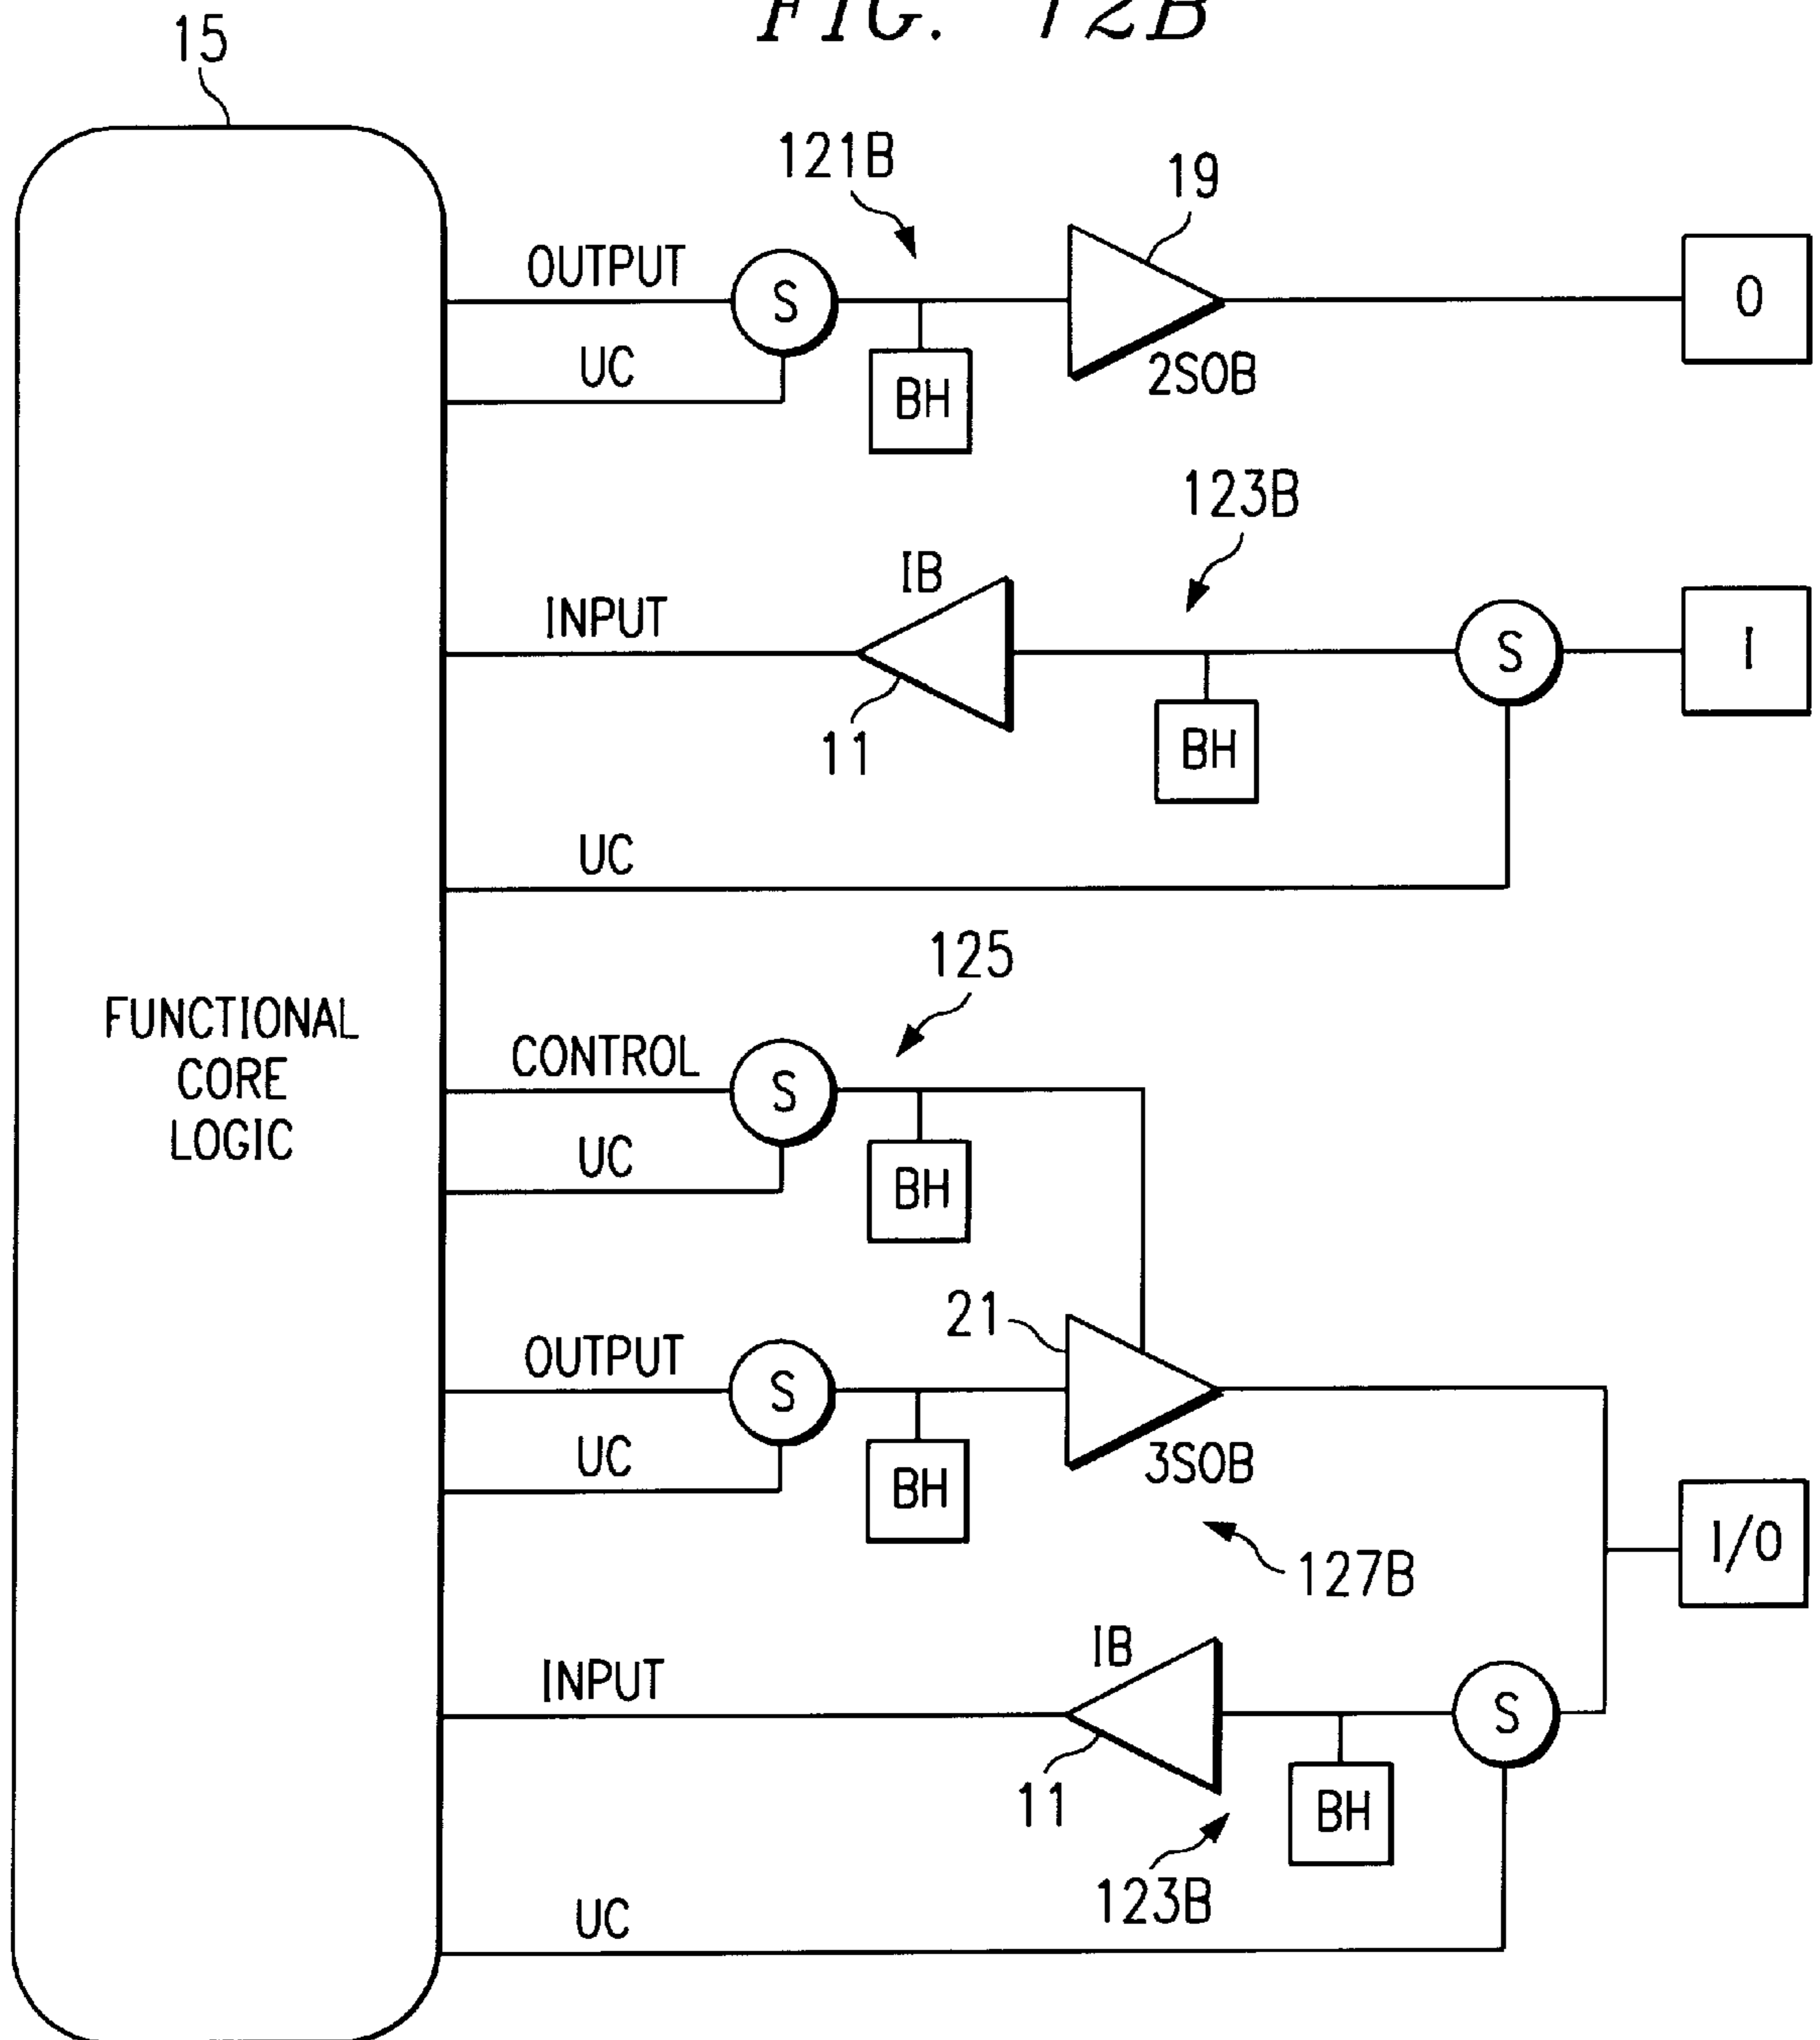 FIG. 12B
15
121B
19
OUTPUT
S
O
UC
BH
2SOB
123B
IB
INPUT
S
I
11
BH
UC
125
FUNCTIONAL
CORE
LOGIC
CONTROL
S
UC
BH
21
OUTPUT
S
UC
BH
3SOB
I/O
127B
IB
INPUT
S
11
BH
123B
UC